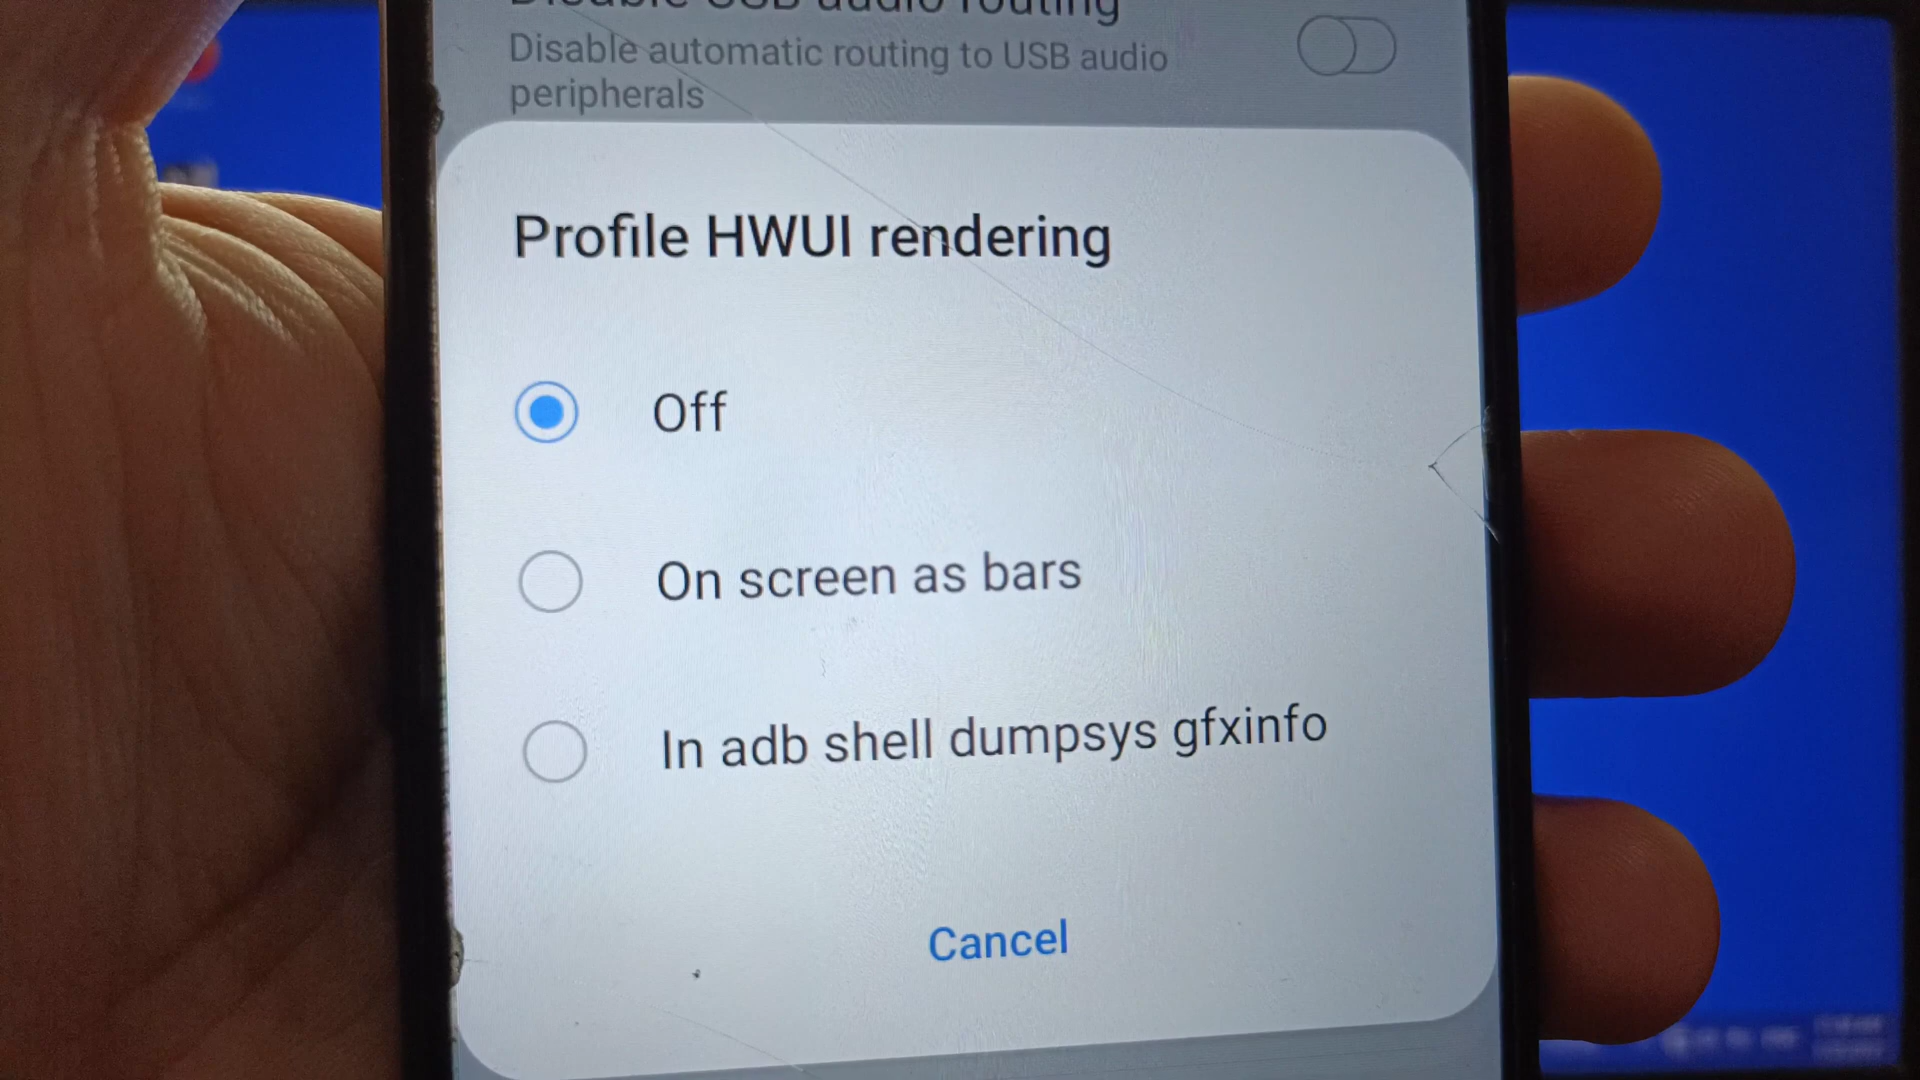 Disable USB audio routing
Disable automatic routing to USB audio
peripherals
Profile HWUI rendering
Off
On screen as bars
In adb shell dumpsys gfxinfo
Cancel